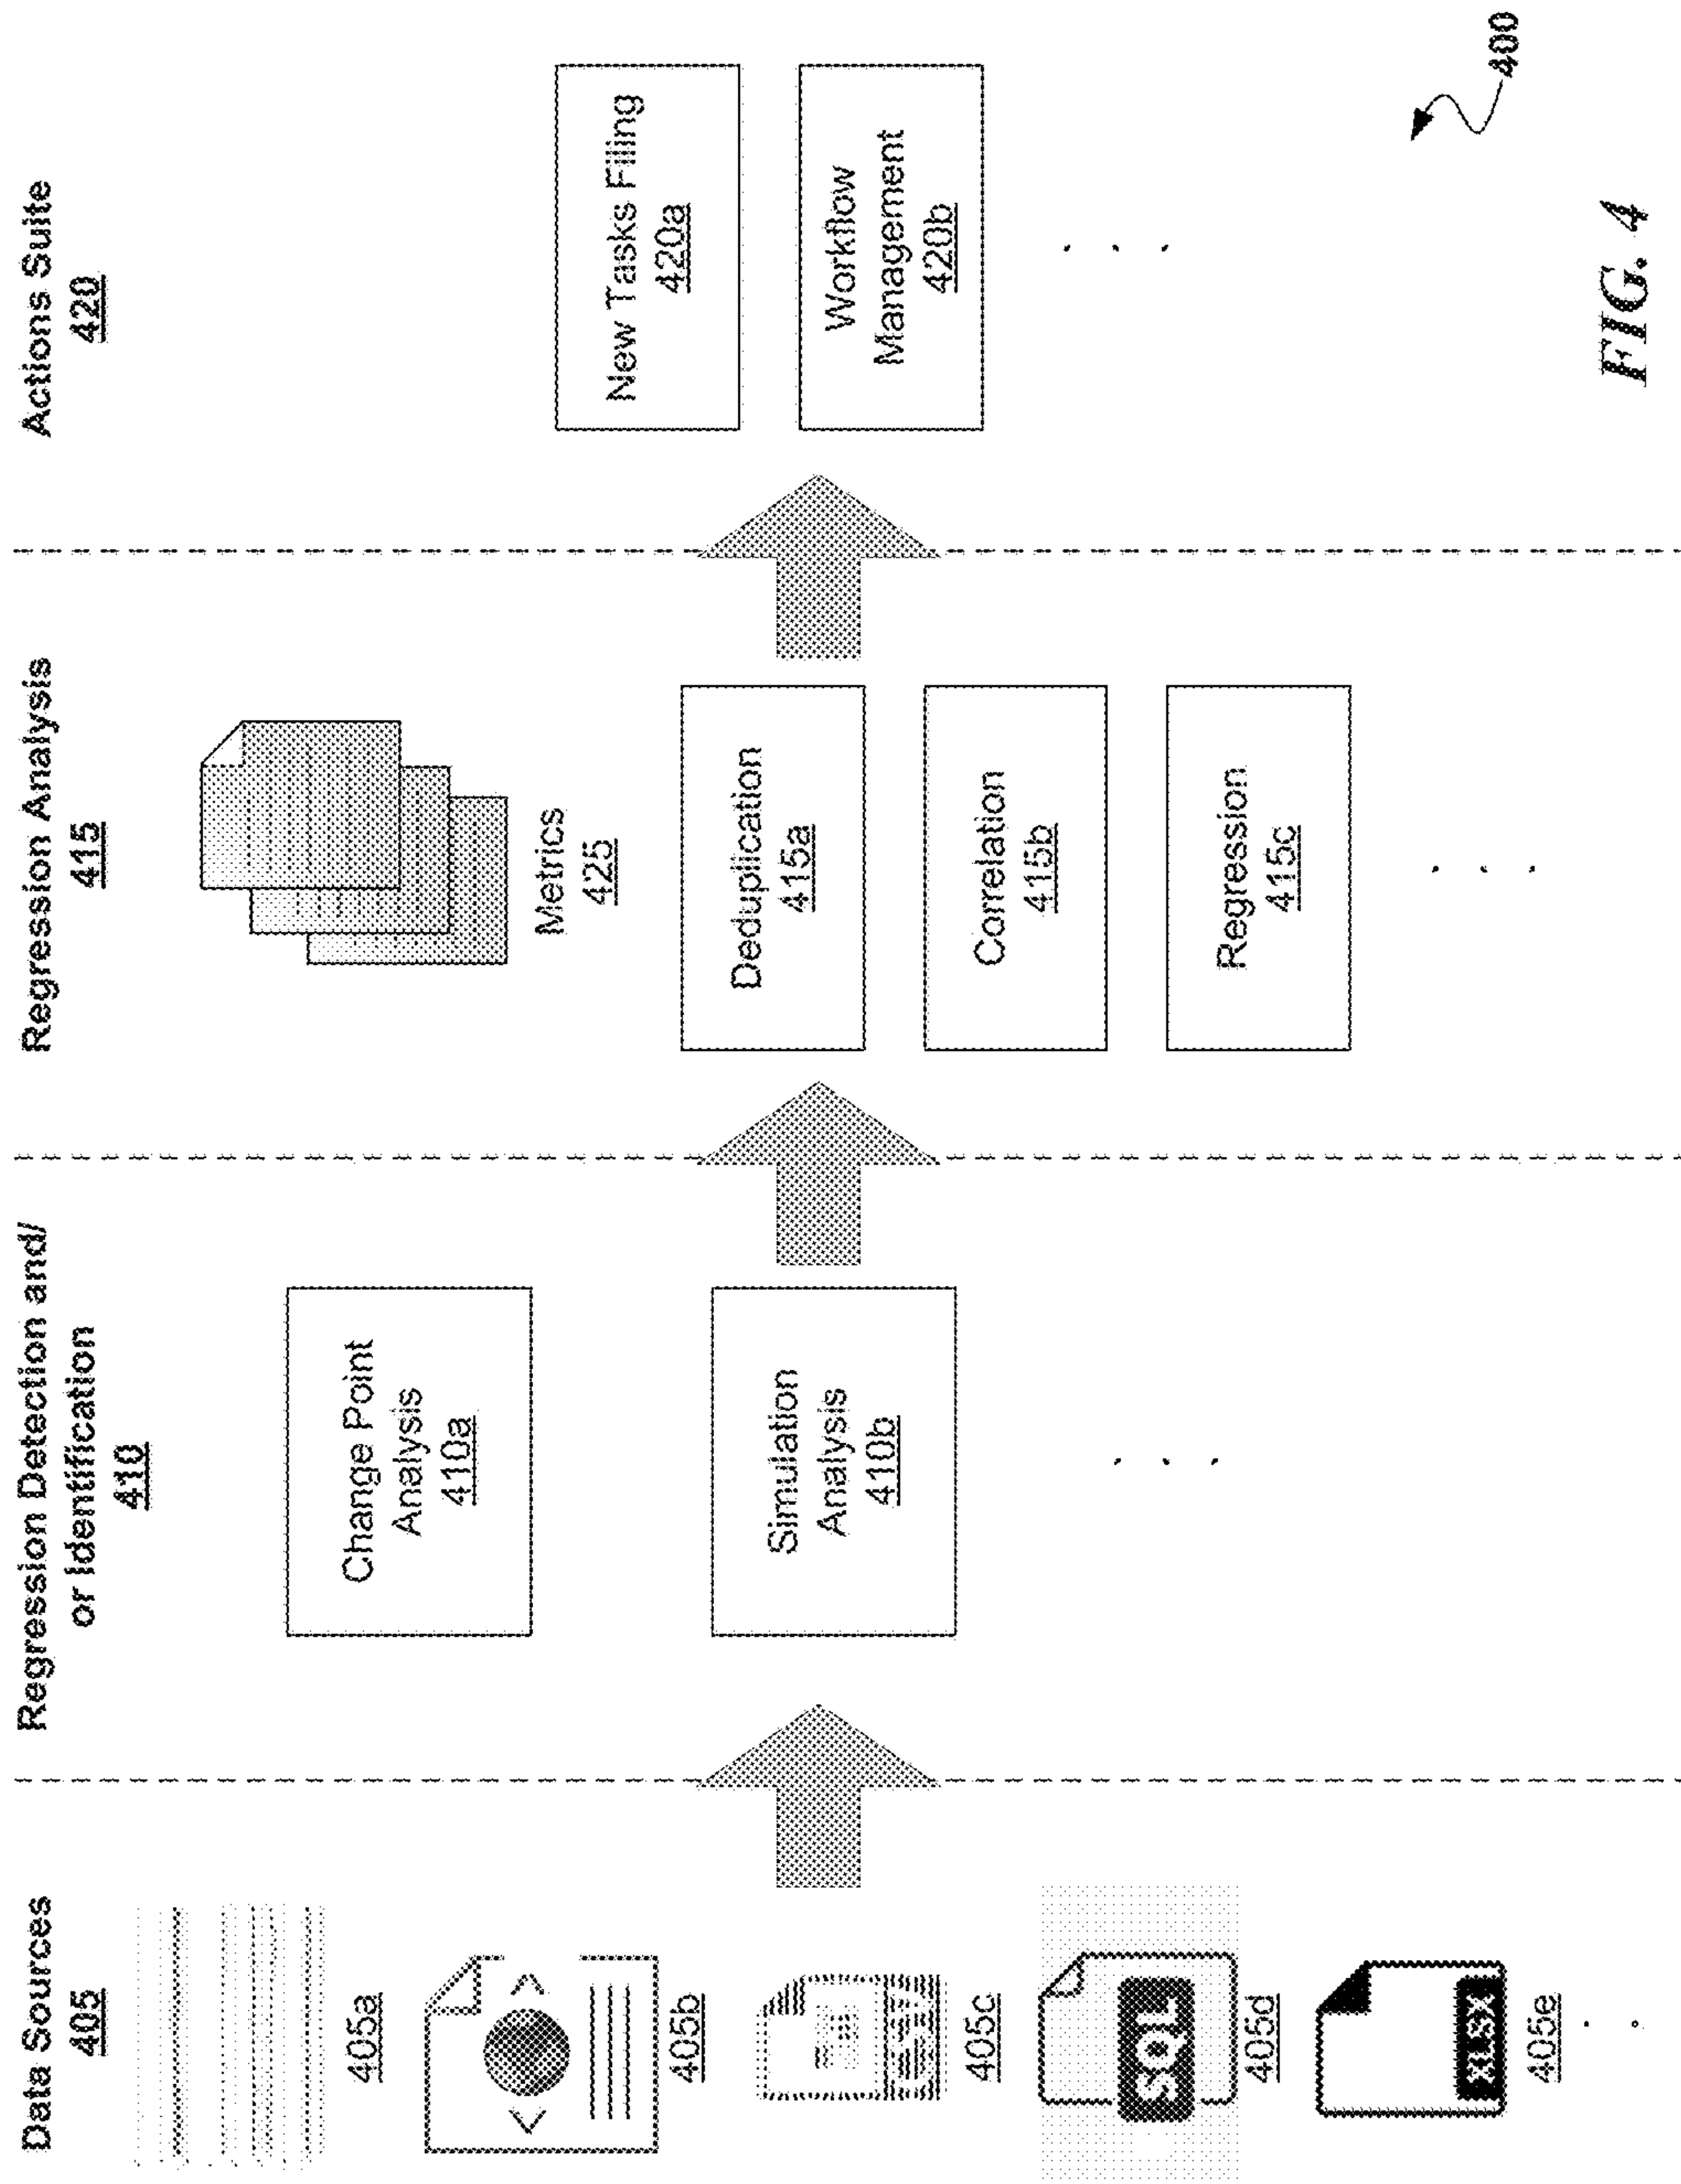 Data Sources
405
405a
405b
405c
SQL
405d
XLSX
405e
Regression Detection and/
or Identification
410
Change Point
Analysis
410a
Simulation
Analysis
410b
Regression Analysis
415
Metrics
425
Deduplication
415a
Correlation
415b
Regression
415c
Actions Suite
420
New Tasks Filing
420a
Workflow
Management
420b
400
FIG. 4